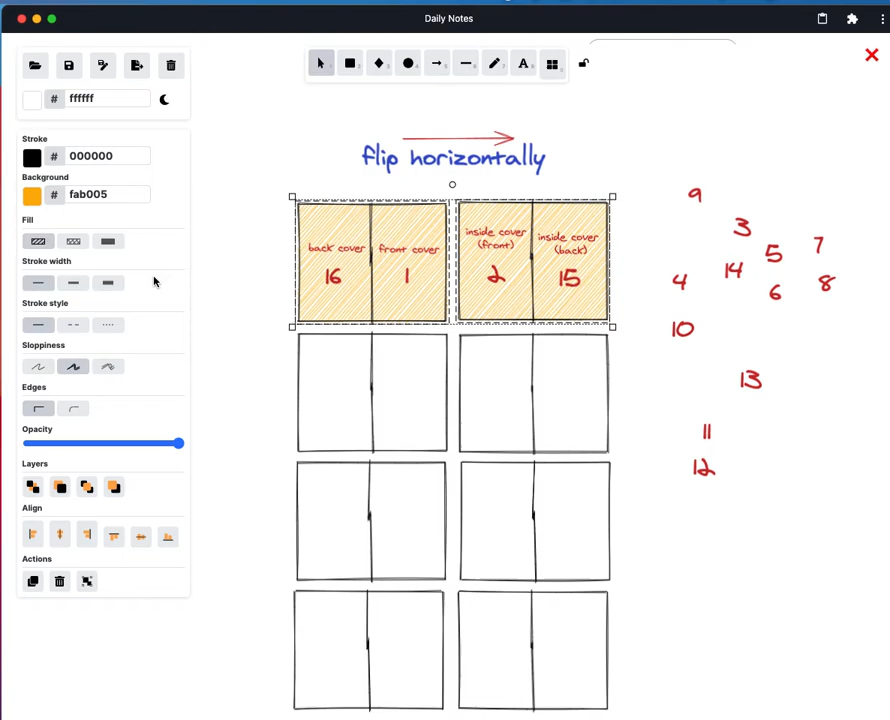 Daily Notes
# ffffff
Stroke
# 000000
Background
# fab005
Fill
Stroke width
Stroke style
Sloppiness
Edges
Opacity
Layers
Align
Actions
A
flip horizontally
back cover
16
front cover
1
inside cover
(front)
2
inside cover
(back)
15
9
3
5
7
14
4
6
8
10
13
11
12